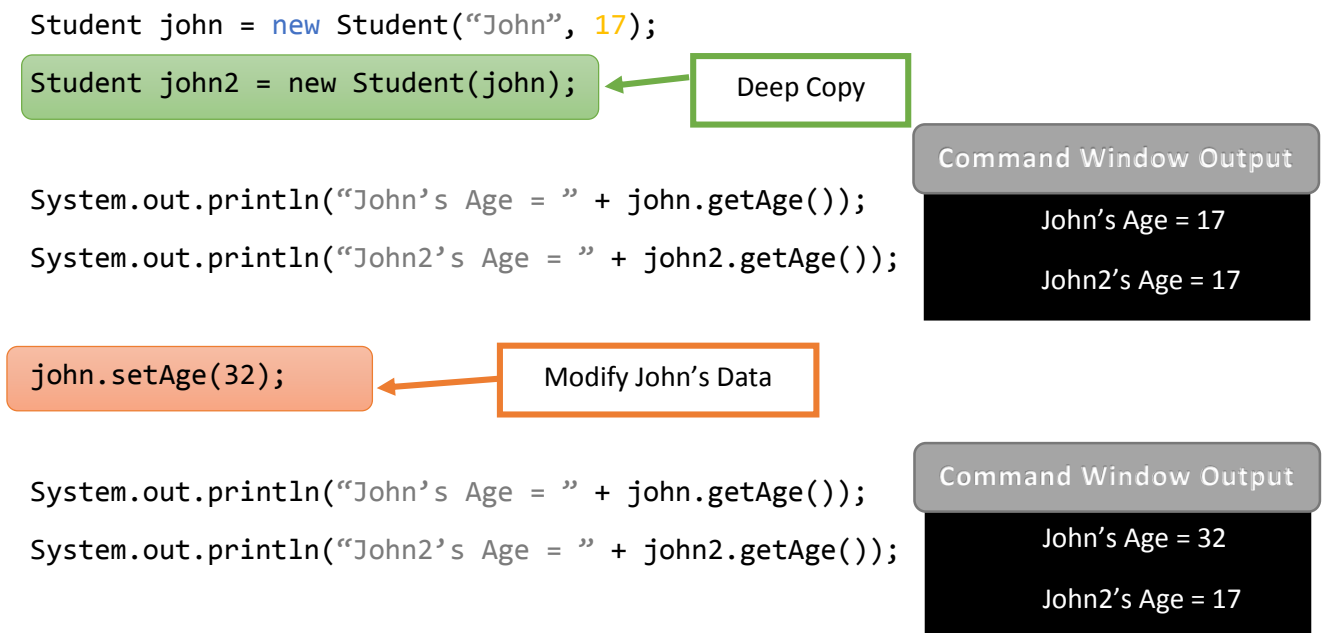 Student john = new Student(“John”, 17);
Student john2 = new Student(john);
Deep Copy
Command Window Output
System.out.println(“John’s Age = ” + john.getAge());
John’s Age = 17
System.out.println(“John2’s Age = ” + john2.getAge());
John2’s Age = 17
john.setAge(32);
Modify John’s Data
Command Window Output
System.out.println(“John’s Age = ” + john.getAge());
John’s Age = 32
System.out.println(“John2’s Age = ” + john2.getAge());
John2’s Age = 17